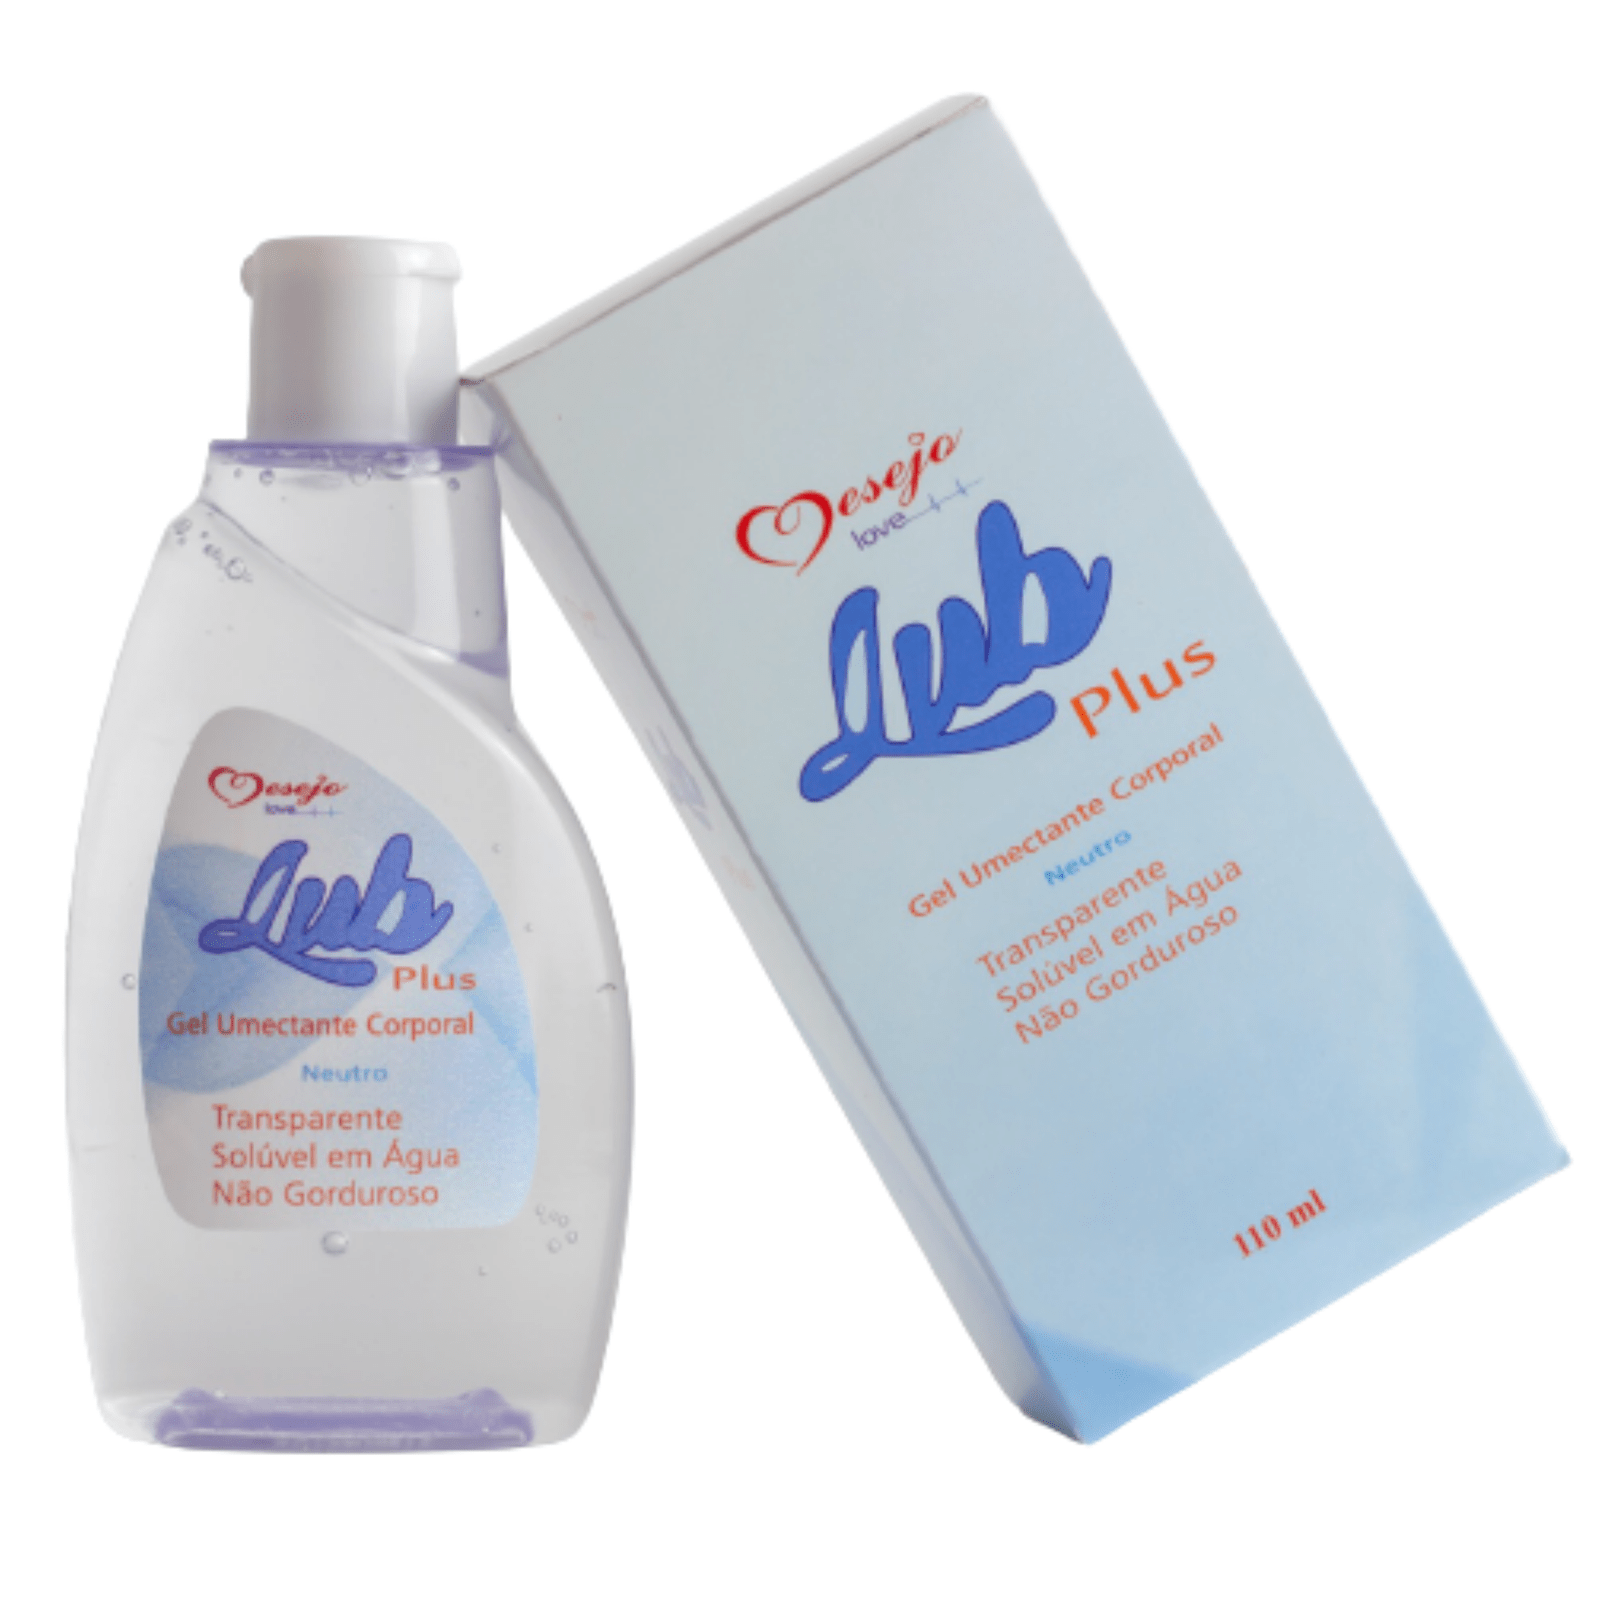 Desejo
love
Lub
Plus
Gel Umectante Corporal
Neutro
Transparente
Solúvel em Água
Não Gorduroso
Desejo
love
Lub
Plus
Gel Umectante Corporal
Neutro
Transparente
Solúvel em Água
Não Gorduroso
110 ml